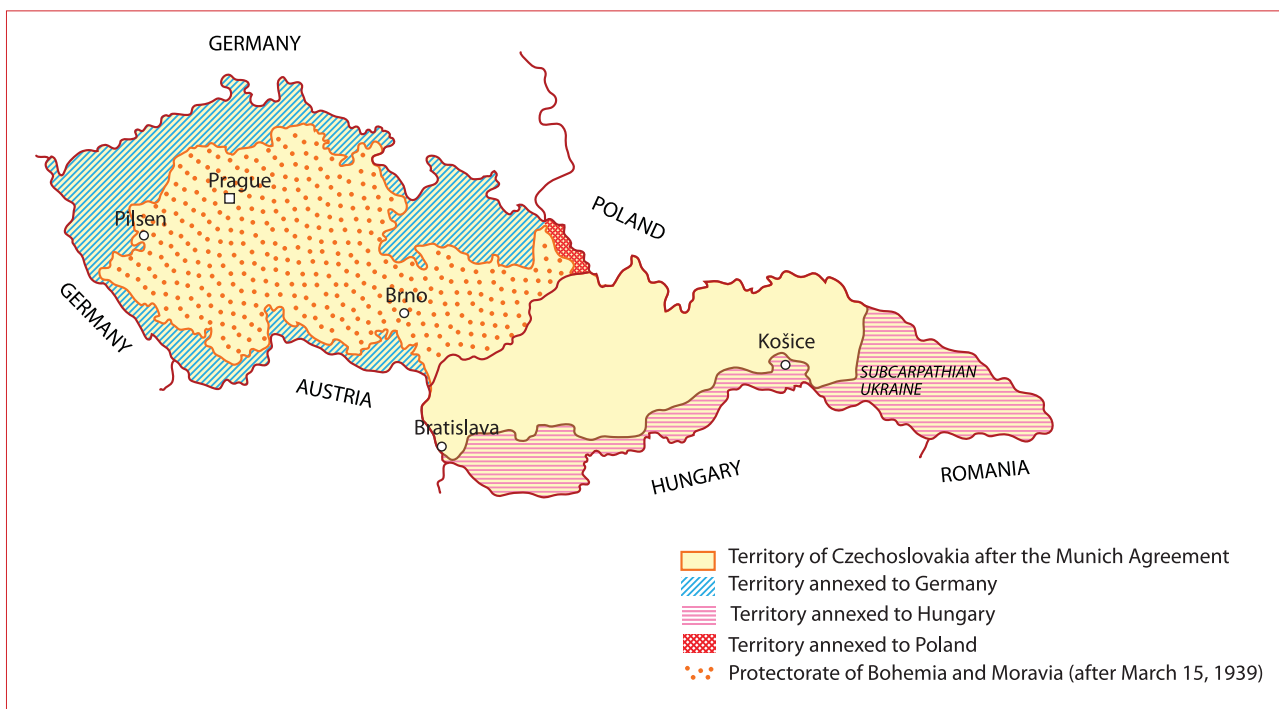 GERMANY
Prague
Pilsen
POLAND
GERMANY
Brno
Košice
SUBCARPATHIAN
UKRAINE
AUSTRIA
Bratislava
HUNGARY
ROMANIA
Territory of Czechoslovakia after the Munich Agreement
Territory annexed to Germany
Territory annexed to Hungary
Territory annexed to Poland
Protectorate of Bohemia and Moravia (after March 15, 1939)